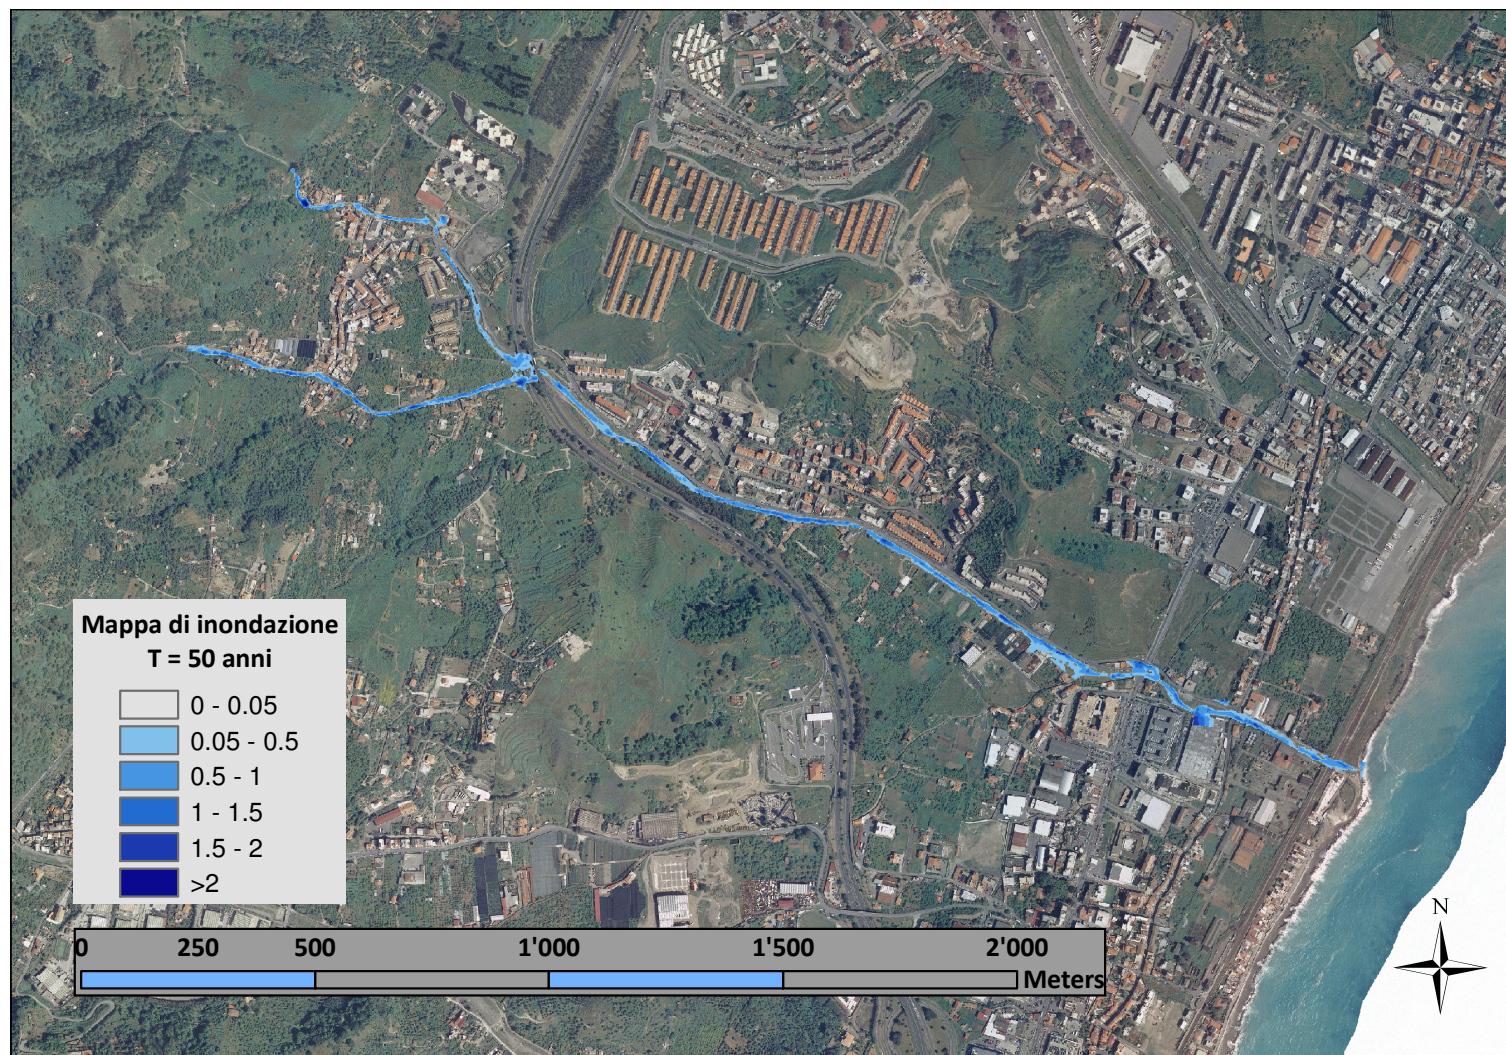 Mappa di inondazione
T = 50 anni
0 - 0.05
0.05 - 0.5
0.5 - 1
1 - 1.5
1.5 - 2
>2
0 250 500 1'000 1'500 2'000
Meters
N